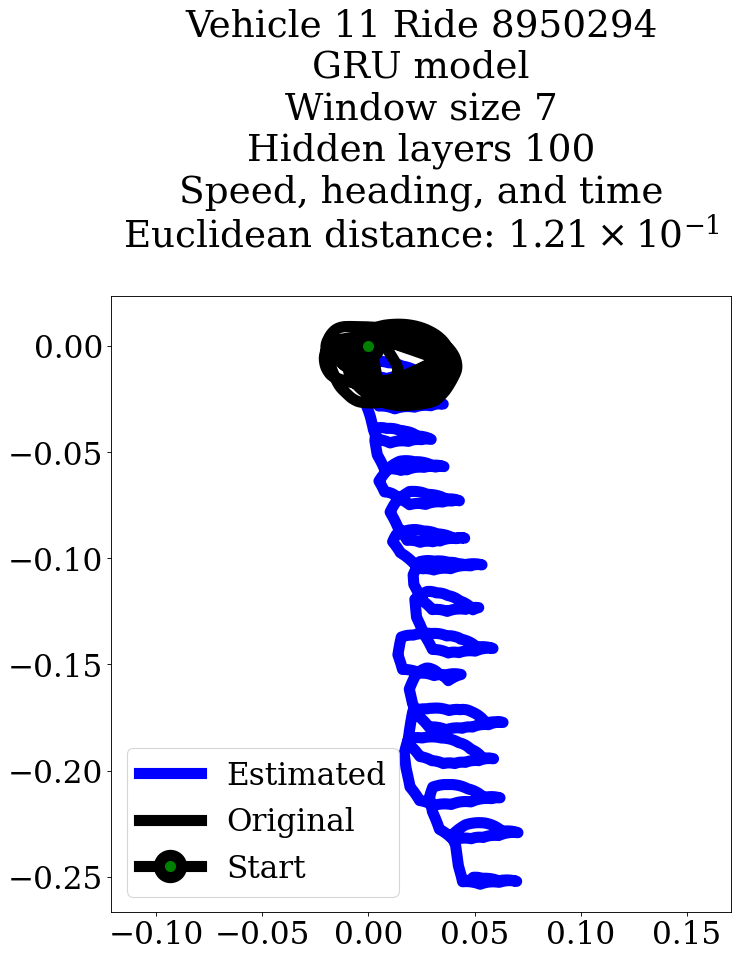 Vehicle 11 Ride 8950294
GRU model
Window size 7
Hidden layers 100
Speed, heading, and time
Euclidean distance: 1.21 × 10⁻¹
0.00
−0.05
−0.10
−0.15
−0.20
−0.25
Estimated
Original
Start
−0.10 −0.05 0.00 0.05 0.10 0.15